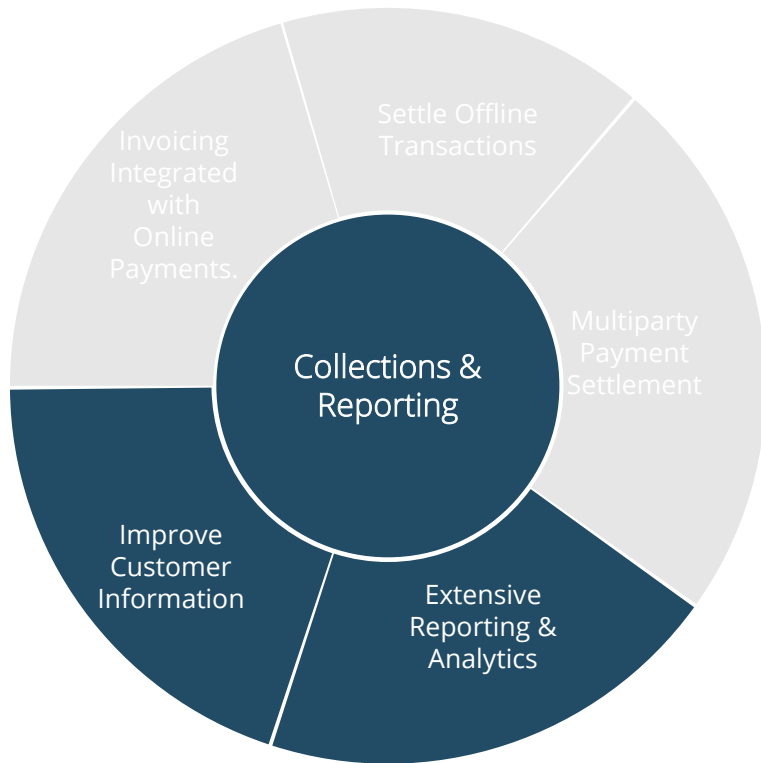 Settle Offline
Transactions
Invoicing
Integrated
with
Online
Payments.
Multiparty
Payment
Settlement
Collections &
Reporting
Improve
Customer
Information
Extensive
Reporting &
Analytics